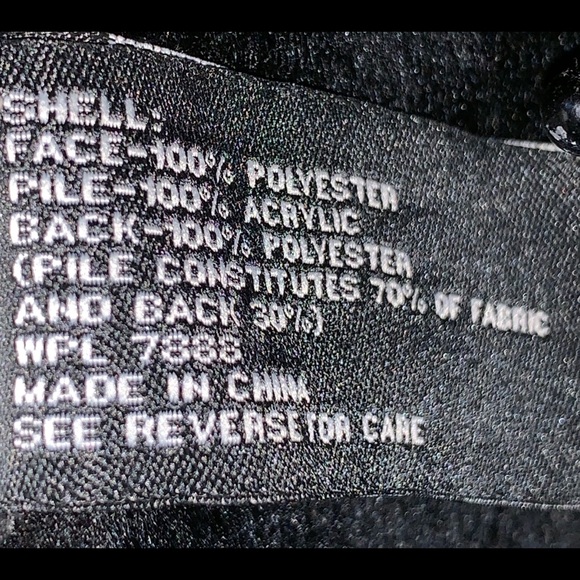 SHELL:
FACE-100% POLYESTER
PILE-100% ACRYLIC
BACK-100% POLYESTER
(PILE CONSTITUTES 70% OF FABRIC
AND BACK 30%)
WPL 7888
MADE IN CHINA
SEE REVERSE FOR CARE